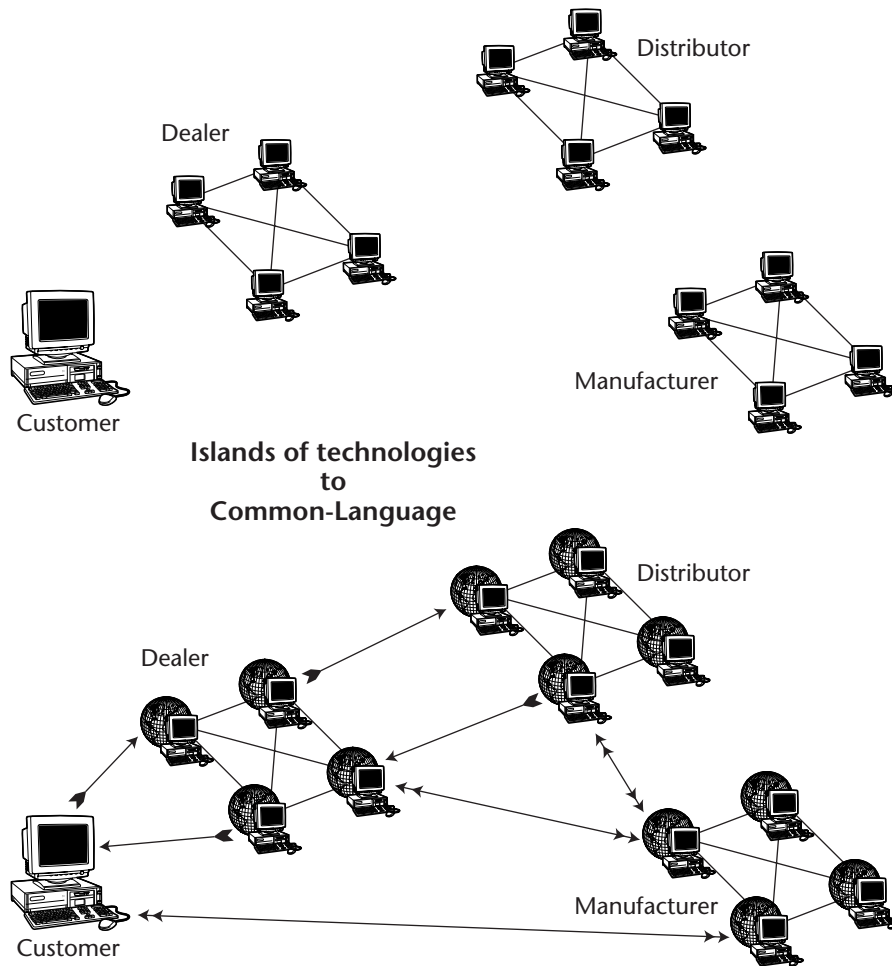 Distributor
Dealer
Manufacturer
Customer
Islands of technologies
to
Common-Language
Distributor
Dealer
Manufacturer
Customer